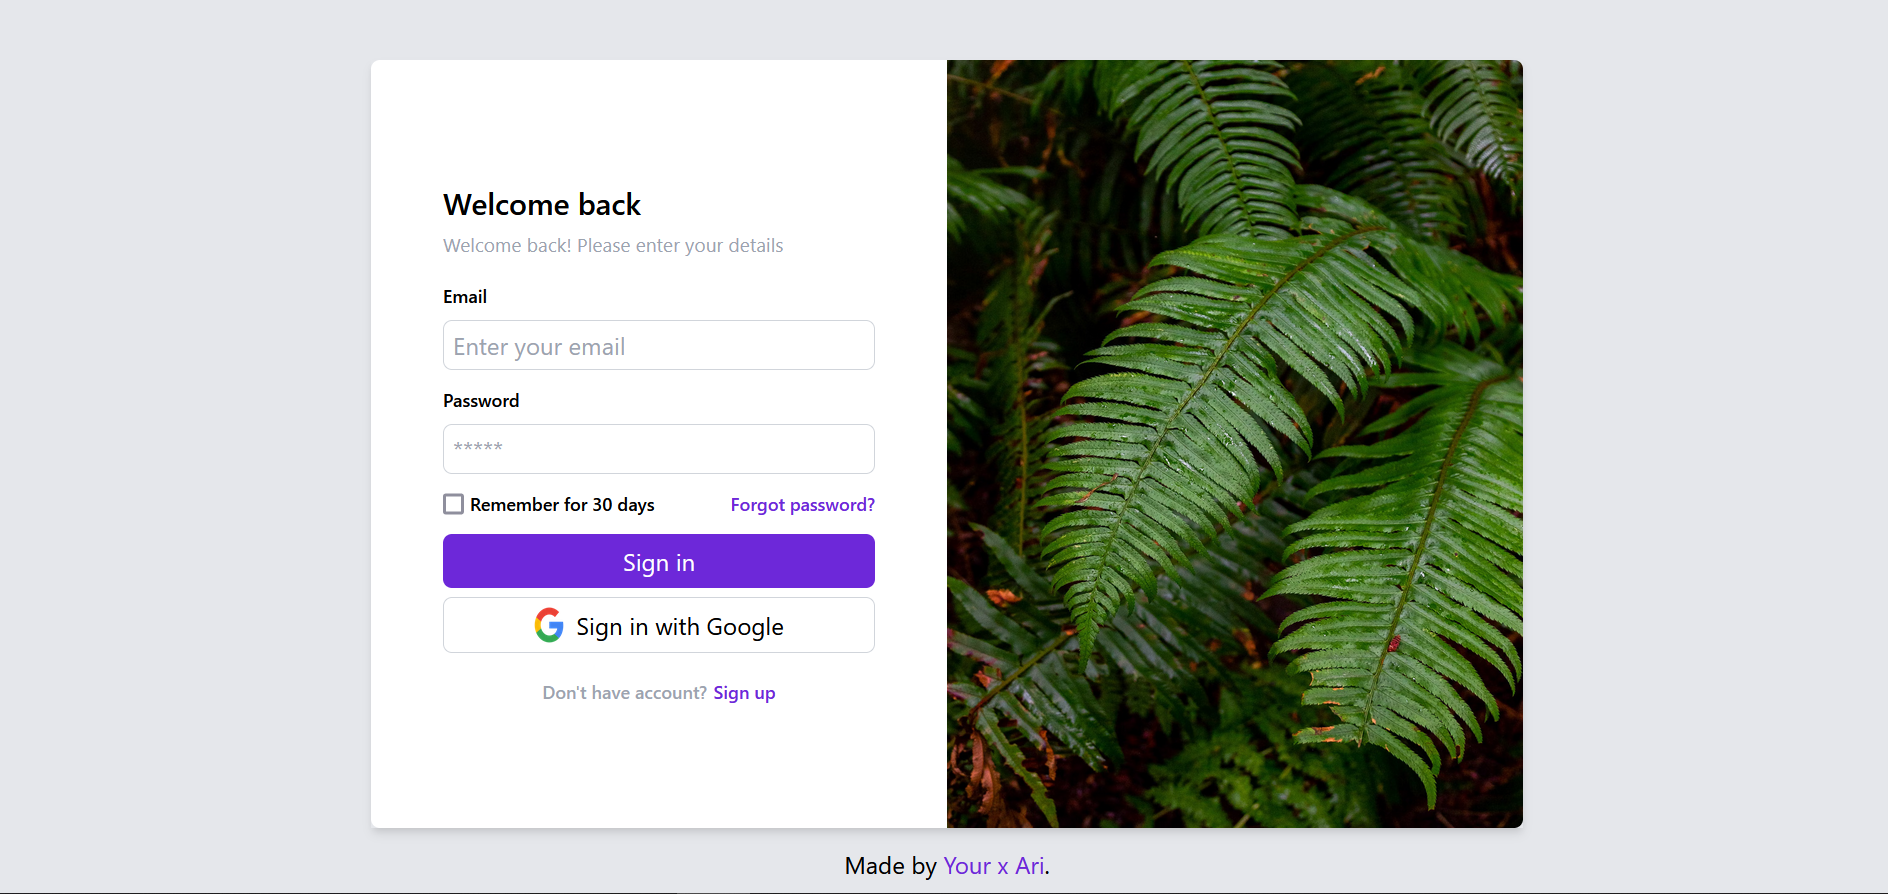 Welcome back
Welcome back! Please enter your details
Email
Enter your email
Password
*****
Remember for 30 days Forgot password?
Sign in
Sign in with Google
Don't have account? Sign up
Made by Your x Ari.